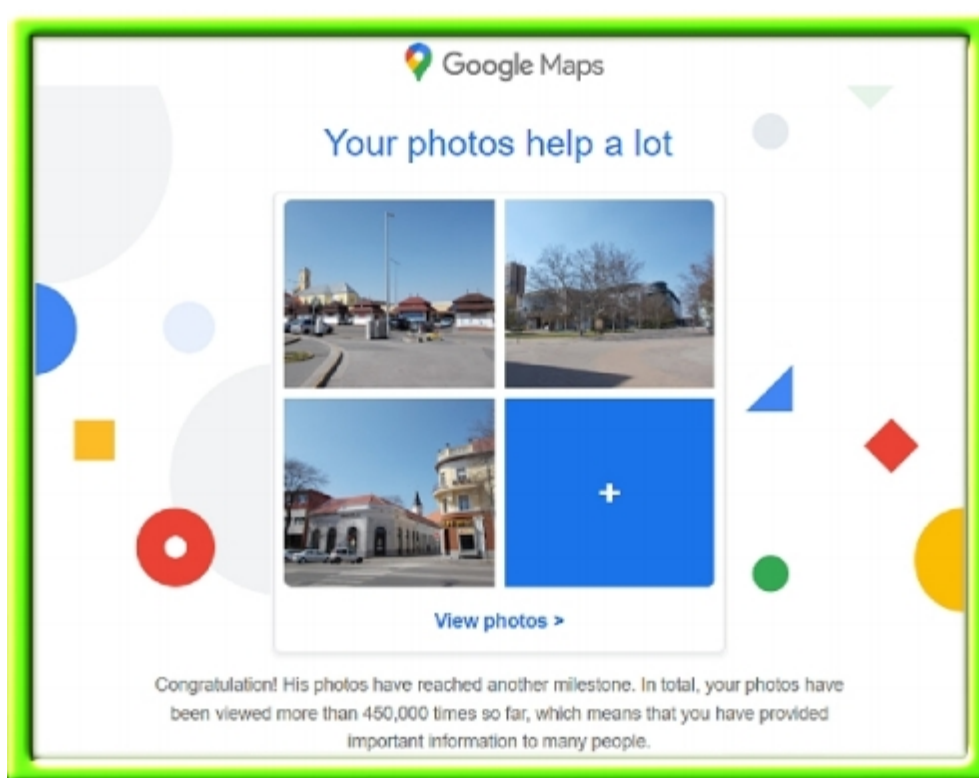 Google Maps
Your photos help a lot
+
View photos >
Congratulation! His photos have reached another milestone. In total, your photos have
been viewed more than 450,000 times so far, which means that you have provided
important information to many people.